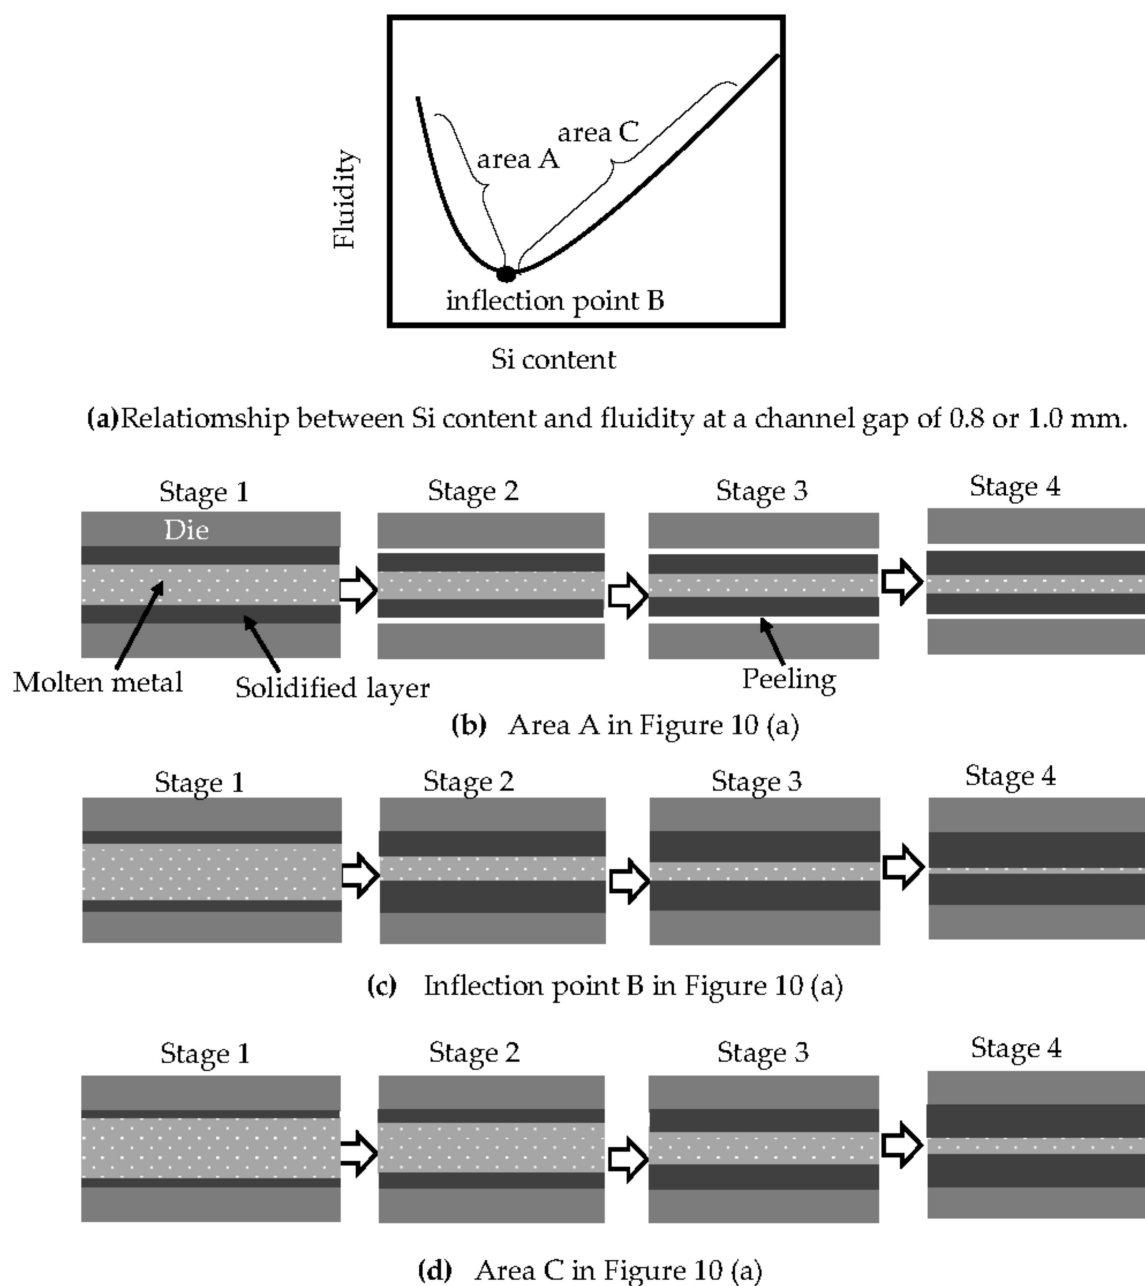 Fluidity
area C
area A
inflection point B
Si content
(a)Relatiomship between Si content and fluidity at a channel gap of 0.8 or 1.0 mm.
Stage 1
Stage 2
Stage 3
Stage 4
Die
Molten metal
Solidified layer
Peeling
(b) Area A in Figure 10 (a)
Stage 1
Stage 2
Stage 3
Stage 4
(c) Inflection point B in Figure 10 (a)
Stage 1
Stage 2
Stage 3
Stage 4
(d) Area C in Figure 10 (a)